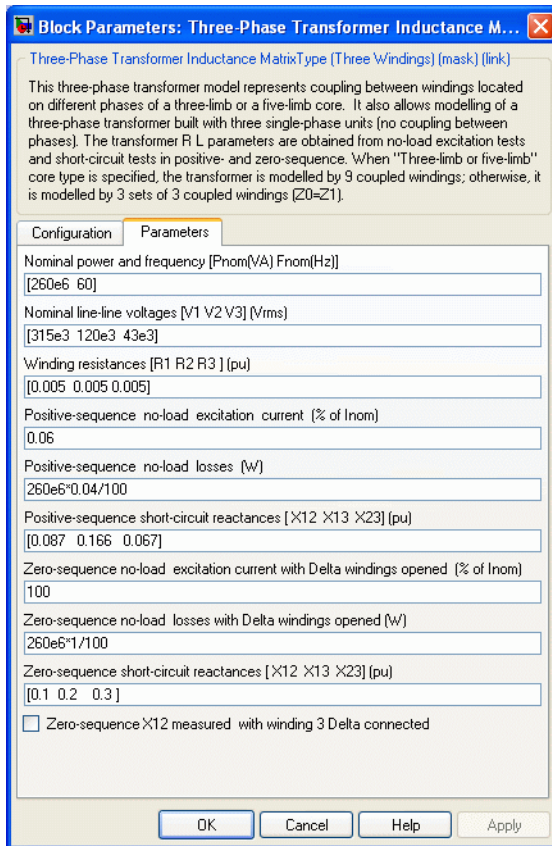 Block Parameters: Three-Phase Transformer Inductance M...
Three-Phase Transformer Inductance MatrixType (Three Windings) (mask) (link)
This three-phase transformer model represents coupling between windings located
on different phases of a three-limb or a five-limb core.  It also allows modelling of a
three-phase transformer built with three single-phase units (no coupling between
phases). The transformer R L parameters are obtained from no-load excitation tests
and short-circuit tests in positive- and zero-sequence. When "Three-limb or five-limb"
core type is specified, the transformer is modelled by 9 coupled windings; otherwise, it
is modelled by 3 sets of 3 coupled windings (Z0=Z1).
Configuration Parameters
Nominal power and frequency [Pnom(VA) Fnom(Hz)]
[260e6  60]
Nominal line-line voltages [V1 V2 V3] (Vrms)
[315e3  120e3  43e3]
Winding resistances [R1 R2 R3 ] (pu)
[0.005  0.005 0.005]
Positive-sequence  no-load  excitation  current  (% of Inom)
0.06
Positive-sequence  no-load  losses  (W)
260e6*0.04/100
Positive-sequence short-circuit reactances [ X12  X13  X23] (pu)
[0.087   0.166   0.067]
Zero-sequence no-load  excitation current with Delta windings opened  (% of Inom)
100
Zero-sequence no-load  losses with Delta windings opened (W)
260e6*1/100
Zero-sequence short-circuit reactances [ X12  X13  X23] (pu)
[0.1  0.2   0.3 ]
Zero-sequence X12 measured  with winding 3 Delta connected
OK Cancel Help Apply